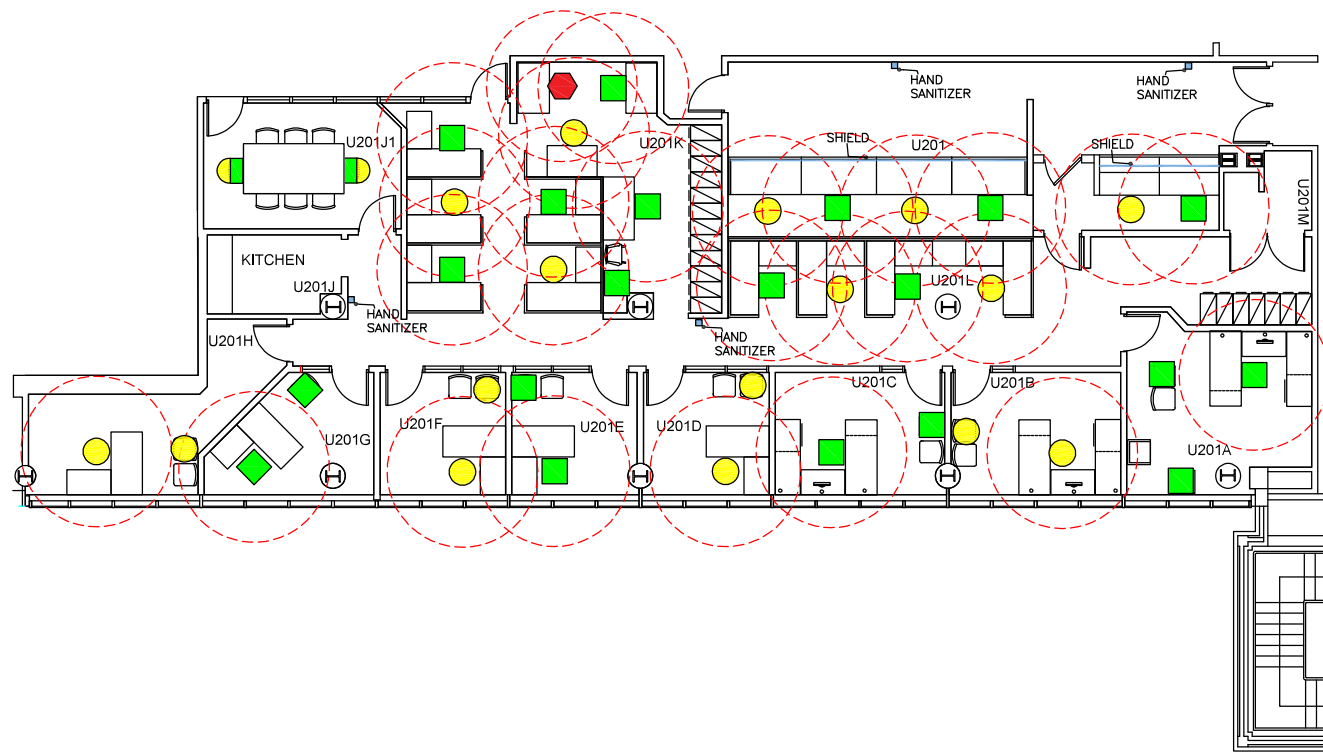 HAND
SANITIZER
HAND
SANITIZER
U201J1
U201K
SHIELD
U201
SHIELD
U201M
KITCHEN
U201J
HAND
SANITIZER
U201L
U201H
HAND
SANITIZER
U201C
U201B
U201G
U201F
U201E
U201D
U201A